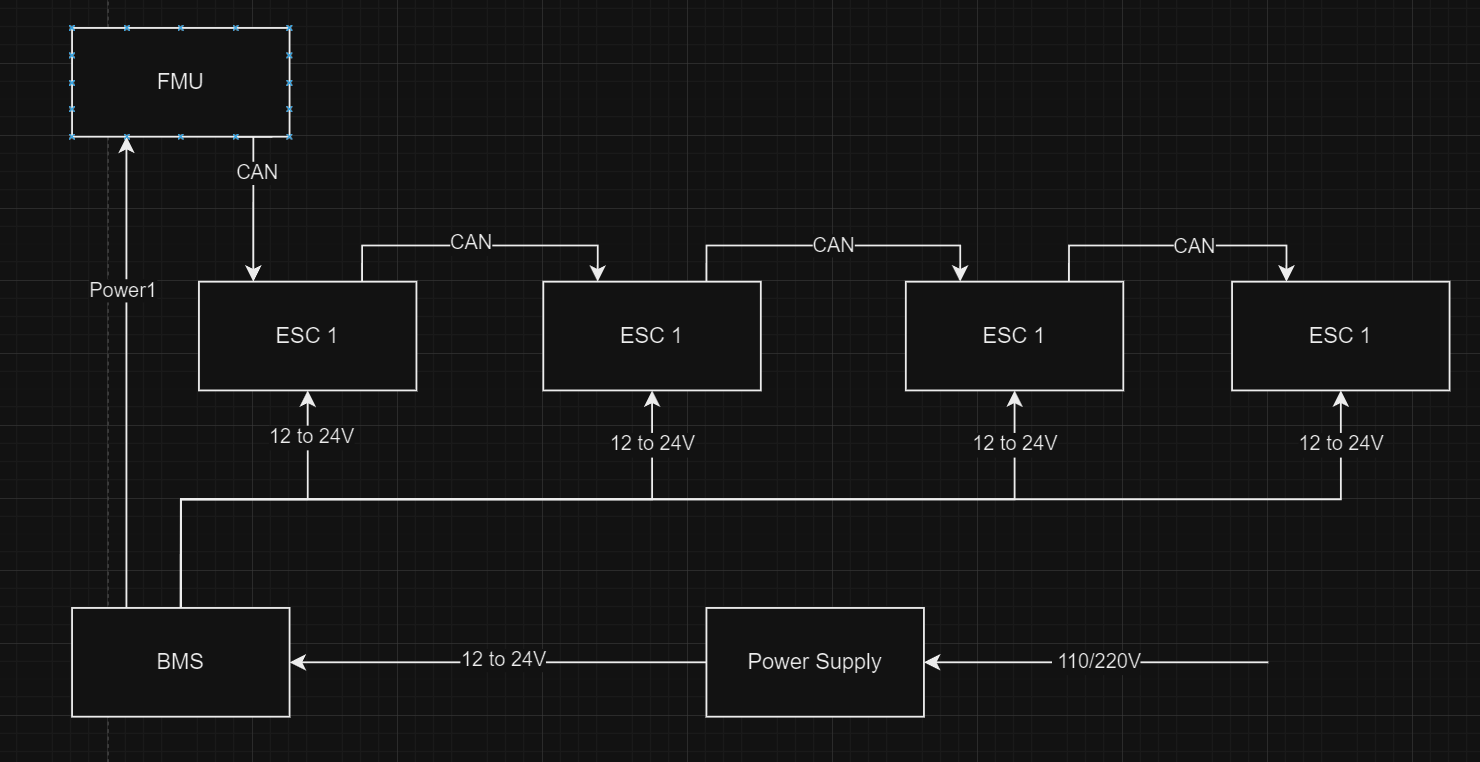 FMU
CAN
CAN
CAN
CAN
Power1
ESC 1
ESC 1
ESC 1
ESC 1
12 to 24V
12 to 24V
12 to 24V
12 to 24V
BMS
12 to 24V
Power Supply
110/220V